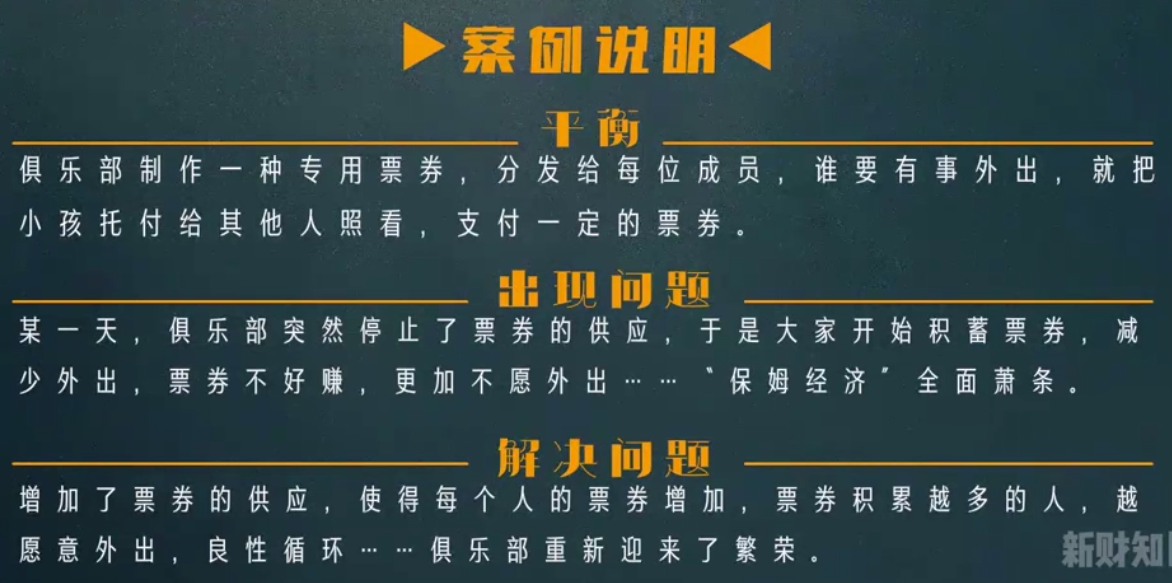 案例说明
平衡
俱乐部制作一种专用票券，分发给每位成员，谁要有事外出，就把
小孩托付给其他人照看，支付一定的票券。
出现问题
某一天，俱乐部突然停止了票券的供应，于是大家开始积蓄票券，减
少外出，票券不好赚，更加不愿外出……〝保姆经济〞全面萧条。
解决问题
增加了票券的供应，使得每个人的票券增加，票券积累越多的人，越
愿意外出，良性循环……俱乐部重新迎来了繁荣。
新财知